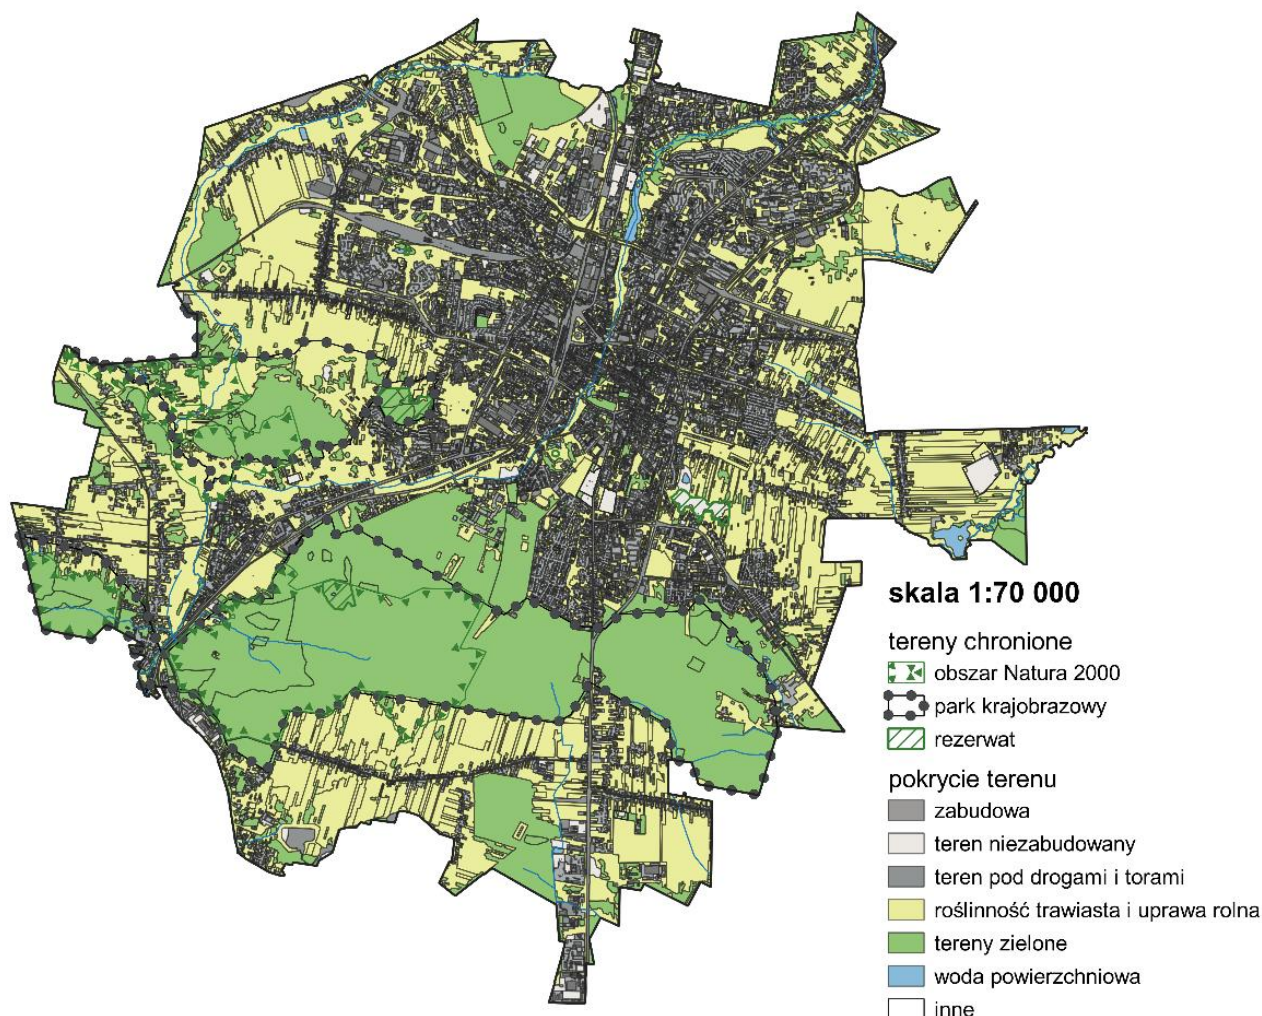 skala 1:70 000
tereny chronione
obszar Natura 2000
park krajobrazowy
rezerwat
pokrycie terenu
zabudowa
teren niezabudowany
teren pod drogami i torami
roślinność trawiasta i uprawa rolna
tereny zielone
woda powierzchniowa
inne